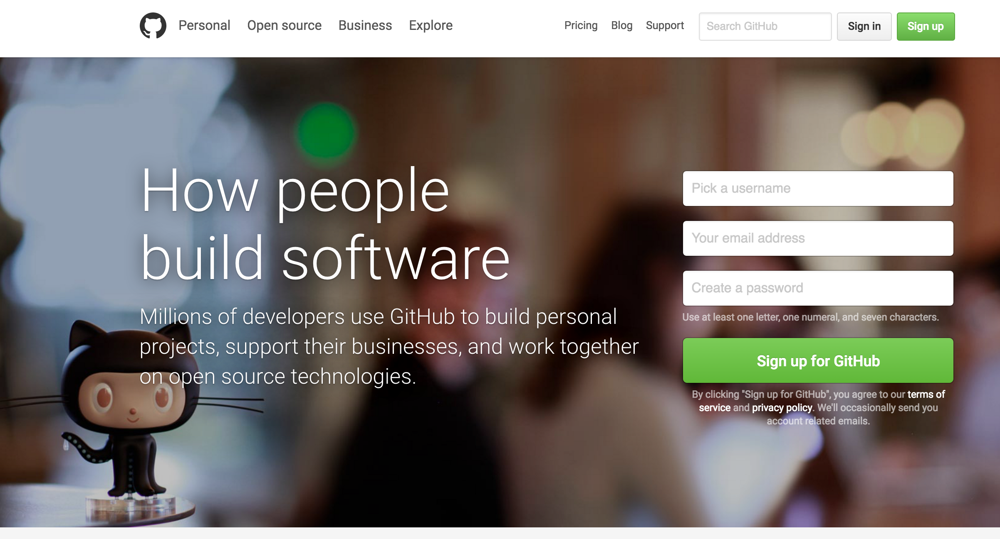 Personal Open source Business Explore Pricing Blog Support Search GitHub Sign in Sign up
How people
build software
Millions of developers use GitHub to build personal
projects, support their businesses, and work together
on open source technologies.
Pick a username
Your email address
Create a password
Use at least one letter, one numeral, and seven characters.
Sign up for GitHub
By clicking "Sign up for GitHub", you agree to our terms of
service and privacy policy. We'll occasionally send you
account related emails.